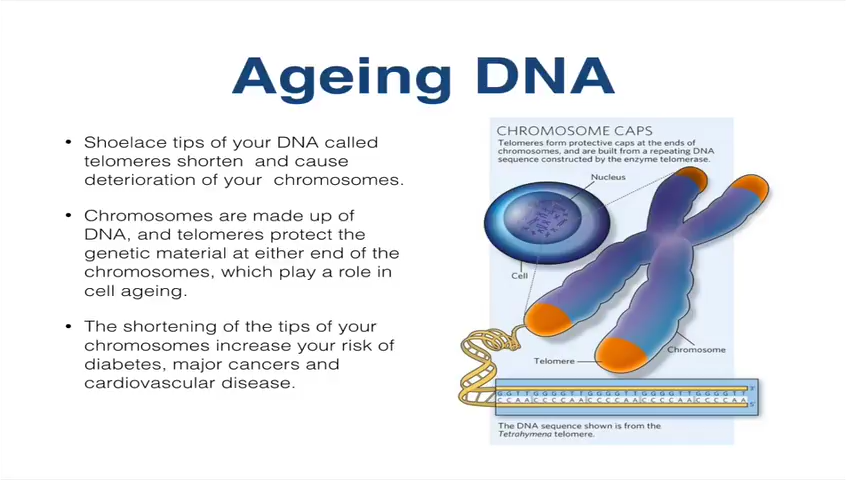 Ageing DNA
• Shoelace tips of your DNA called
telomeres shorten and cause
deterioration of your chromosomes.
• Chromosomes are made up of
DNA, and telomeres protect the
genetic material at either end of the
chromosomes, which play a role in
cell ageing.
• The shortening of the tips of your
chromosomes increase your risk of
diabetes, major cancers and
cardiovascular disease.
CHROMOSOME CAPS
Telomeres form protective caps at the ends of
chromosomes, and are built from a repeating DNA
sequence constructed by the enzyme telomerase.
Nucleus
Cell
Chromosome
Telomere
3'
GGTTGGGGTTGGGGTTGGGGTTGGGGTT
CCAACCCCAACCCCAACCCCAACCCCAA
5'
The DNA sequence shown is from the
Tetrahymena telomere.